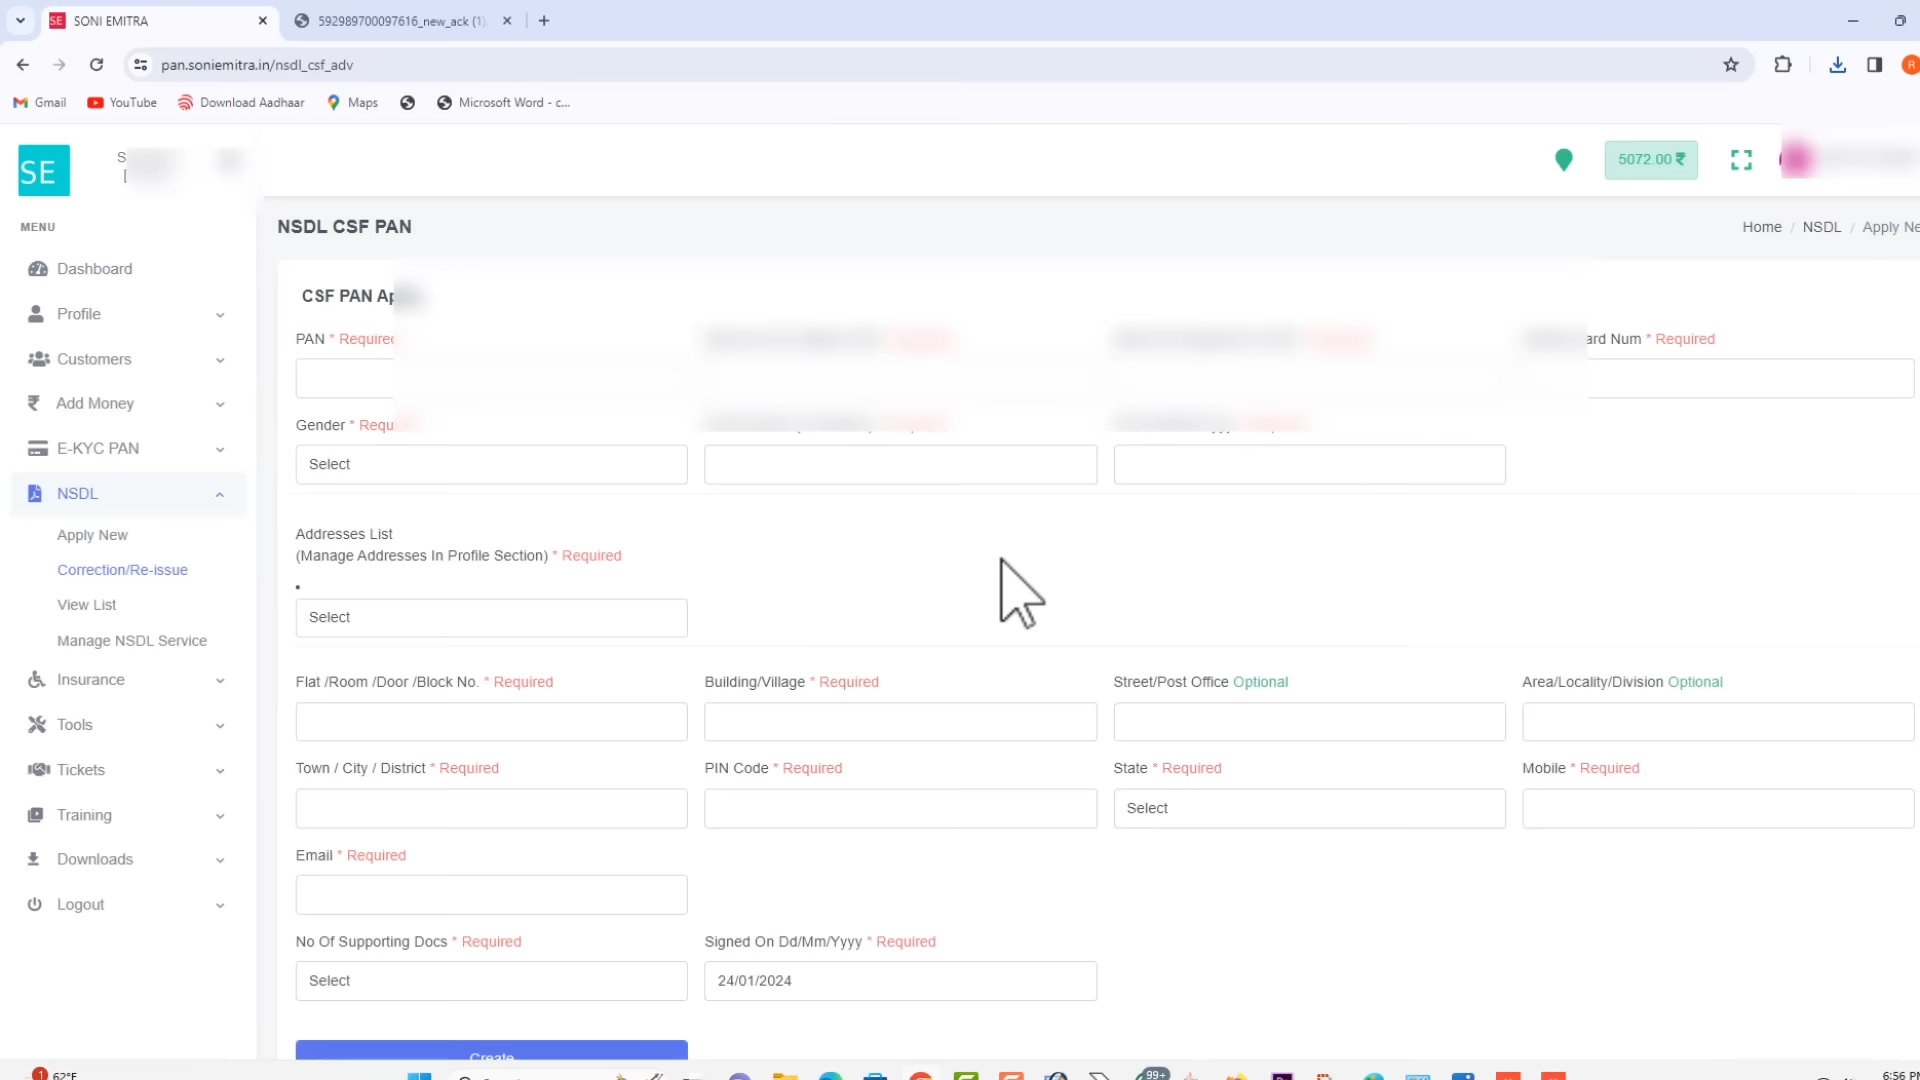 SONI EMITRA
592989700097616_new_ack (1)
pan.soniemitra.in/nsdl_csf_adv
R
Gmail
YouTube
Download Aadhaar
Maps
Microsoft Word - c...
SE
S
[
5072.00 ₹
MENU
NSDL CSF PAN
Home / NSDL / Apply Ne
Dashboard
Profile
Customers
Add Money
E-KYC PAN
NSDL
Apply New
Correction/Re-issue
View List
Manage NSDL Service
Insurance
Tools
Tickets
Training
Downloads
Logout
CSF PAN Ap
PAN * Required
ard Num * Required
Gender * Requ
Select
Addresses List
(Manage Addresses In Profile Section) * Required
Select
Flat /Room /Door /Block No. * Required
Building/Village * Required
Street/Post Office Optional
Area/Locality/Division Optional
Town / City / District * Required
PIN Code * Required
State * Required
Mobile * Required
Select
Email * Required
No Of Supporting Docs * Required
Signed On Dd/Mm/Yyyy * Required
Select
24/01/2024
Create
1
62°F
99+
6:56 P